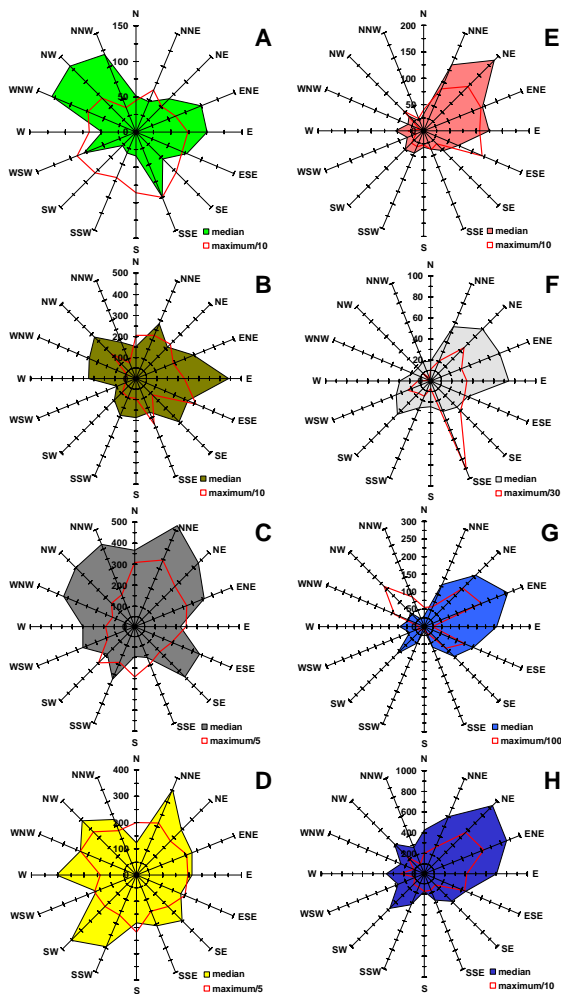 N
150
NNW
NNE
A
NW
100
NE
WNW
50
ENE
W
0
E
WSW
ESE
SW
SE
SSW
SSE
S
median
maximum/10
N
500
NNW
NNE
B
NW
400
NE
300
WNW
200
ENE
100
W
0
E
WSW
ESE
SW
SE
SSW
SSE
S
median
maximum/10
N
500
NNW
NNE
C
NW
400
NE
300
WNW
200
ENE
100
W
0
E
WSW
ESE
SW
SE
SSW
SSE
S
median
maximum/5
N
400
NNW
NNE
D
NW
300
NE
WNW
200
ENE
100
W
0
E
WSW
ESE
SW
SE
SSW
SSE
S
median
maximum/5
N
200
NNW
NNE
E
NW
150
NE
100
WNW
50
ENE
W
0
E
WSW
ESE
SW
SE
SSW
SSE
S
median
maximum/10
N
100
NNW
NNE
F
NW
80
NE
60
WNW
40
ENE
20
W
0
E
WSW
ESE
SW
SE
SSW
SSE
S
median
maximum/30
N
300
NNW
NNE
G
NW
250
NE
200
150
WNW
100
ENE
50
W
0
E
WSW
ESE
SW
SE
SSW
SSE
S
median
maximum/100
N
1000
NNW
NNE
H
NW
800
NE
600
WNW
400
ENE
200
W
0
E
WSW
ESE
SW
SE
SSW
SSE
S
median
maximum/10